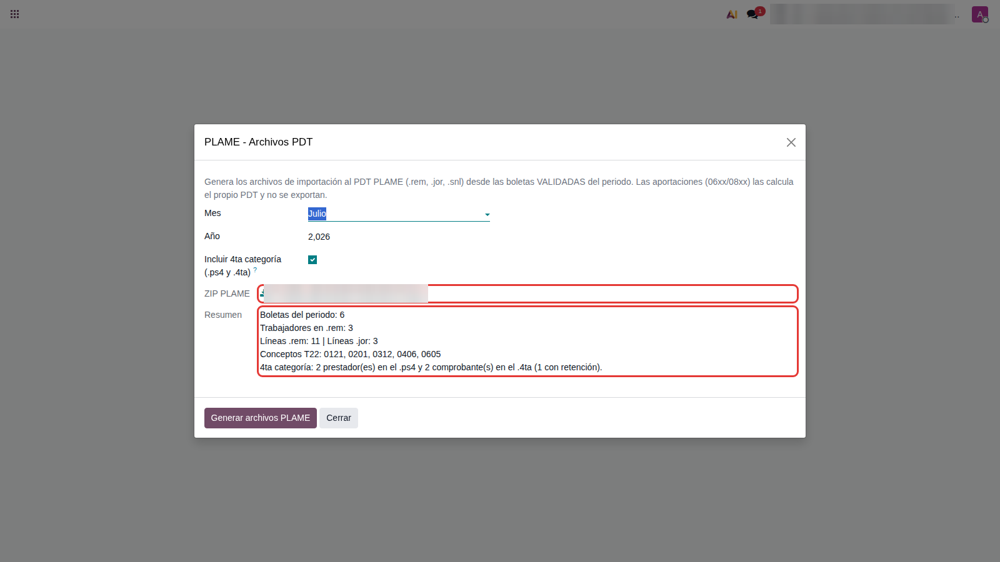 AI
1
..
A
PLAME - Archivos PDT
Genera los archivos de importación al PDT PLAME (.rem, .jor, .snl) desde las boletas VALIDADAS del periodo. Las aportaciones (06xx/08xx) las calcula
el propio PDT y no se exportan.
Mes
Julio
Año
2,026
Incluir 4ta categoría
(.ps4 y .4ta) ?
ZIP PLAME
Resumen
Boletas del periodo: 6
Trabajadores en .rem: 3
Líneas .rem: 11 | Líneas .jor: 3
Conceptos T22: 0121, 0201, 0312, 0406, 0605
4ta categoría: 2 prestador(es) en el .ps4 y 2 comprobante(s) en el .4ta (1 con retención).
Generar archivos PLAME
Cerrar